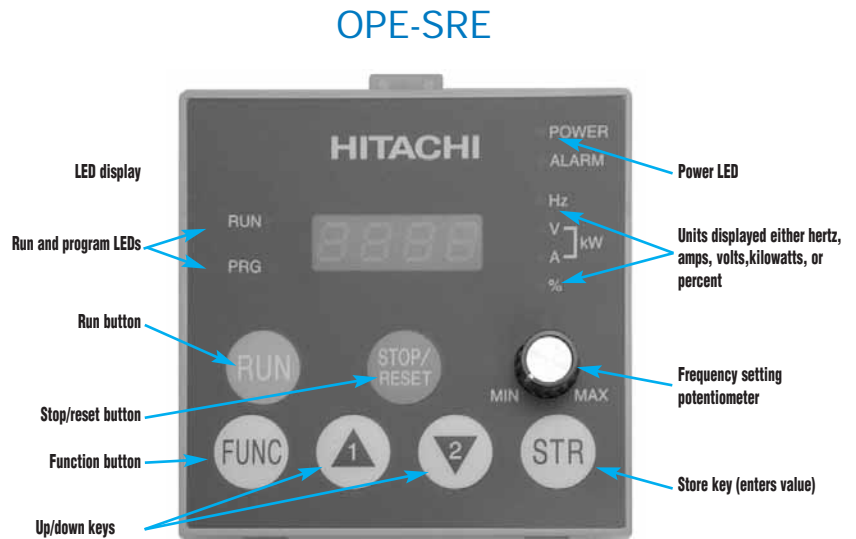 OPE-SRE
HITACHI
POWER
ALARM
LED display
Power LED
Hz
RUN
V
kW
Run and program LEDs
Units displayed either hertz,
amps, volts,kilowatts, or
percent
A
PRG
%
Run button
RUN
STOP/
RESET
MIN
MAX
Frequency setting
potentiometer
Stop/reset button
Function button
FUNC
1
2
STR
Store key (enters value)
Up/down keys